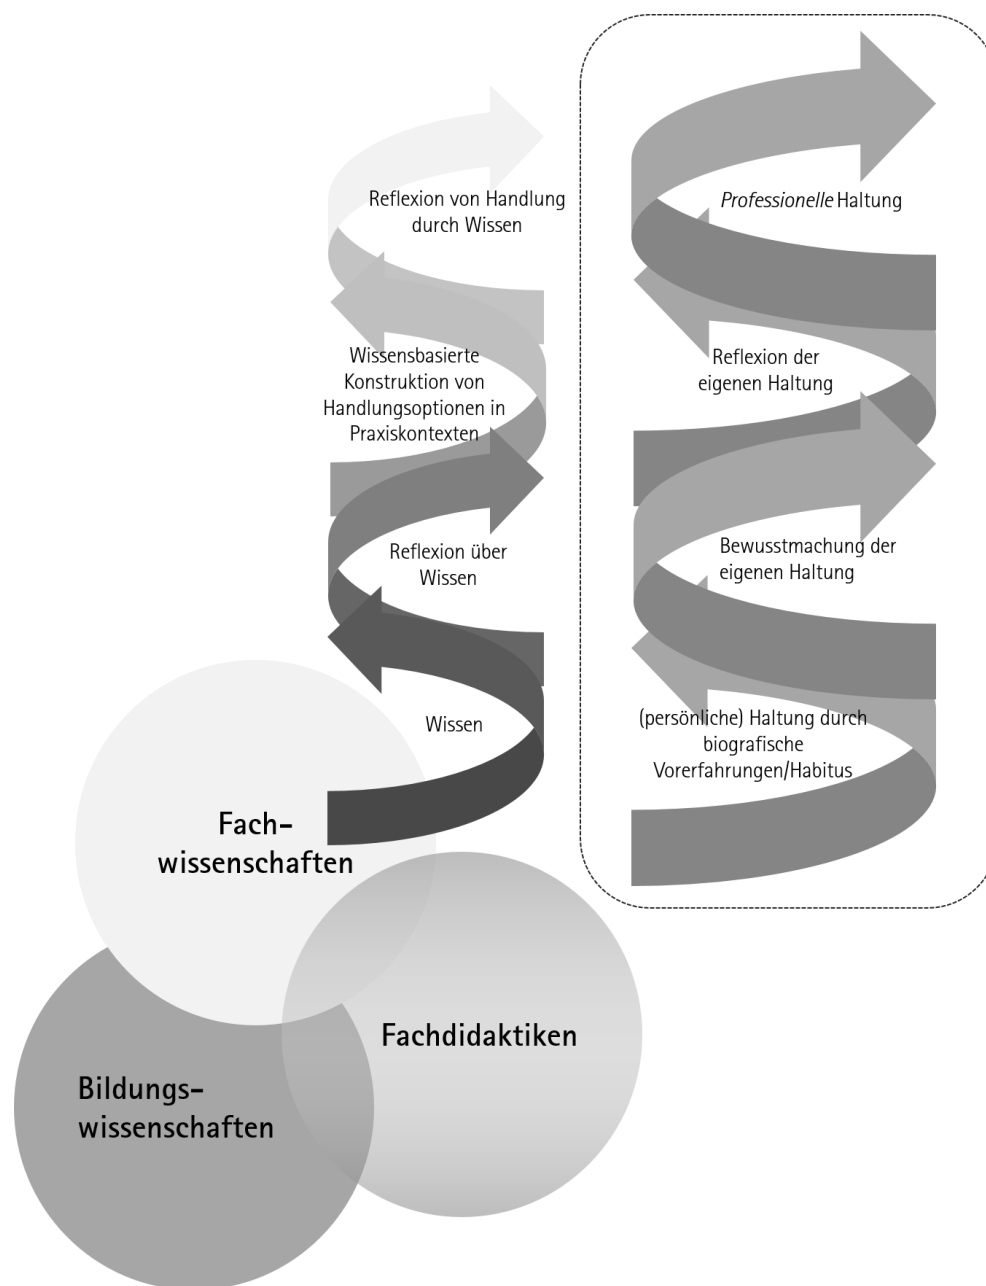 Reflexion von Handlung
durch Wissen
Wissensbasierte
Konstruktion von
Handlungsoptionen in
Praxiskontexten
Reflexion über
Wissen
Wissen
Professionelle Haltung
Reflexion der
eigenen Haltung
Bewusstmachung der
eigenen Haltung
(persönliche) Haltung durch
biografische
Vorerfahrungen/Habitus
Fach-
wissenschaften
Fachdidaktiken
Bildungs-
wissenschaften